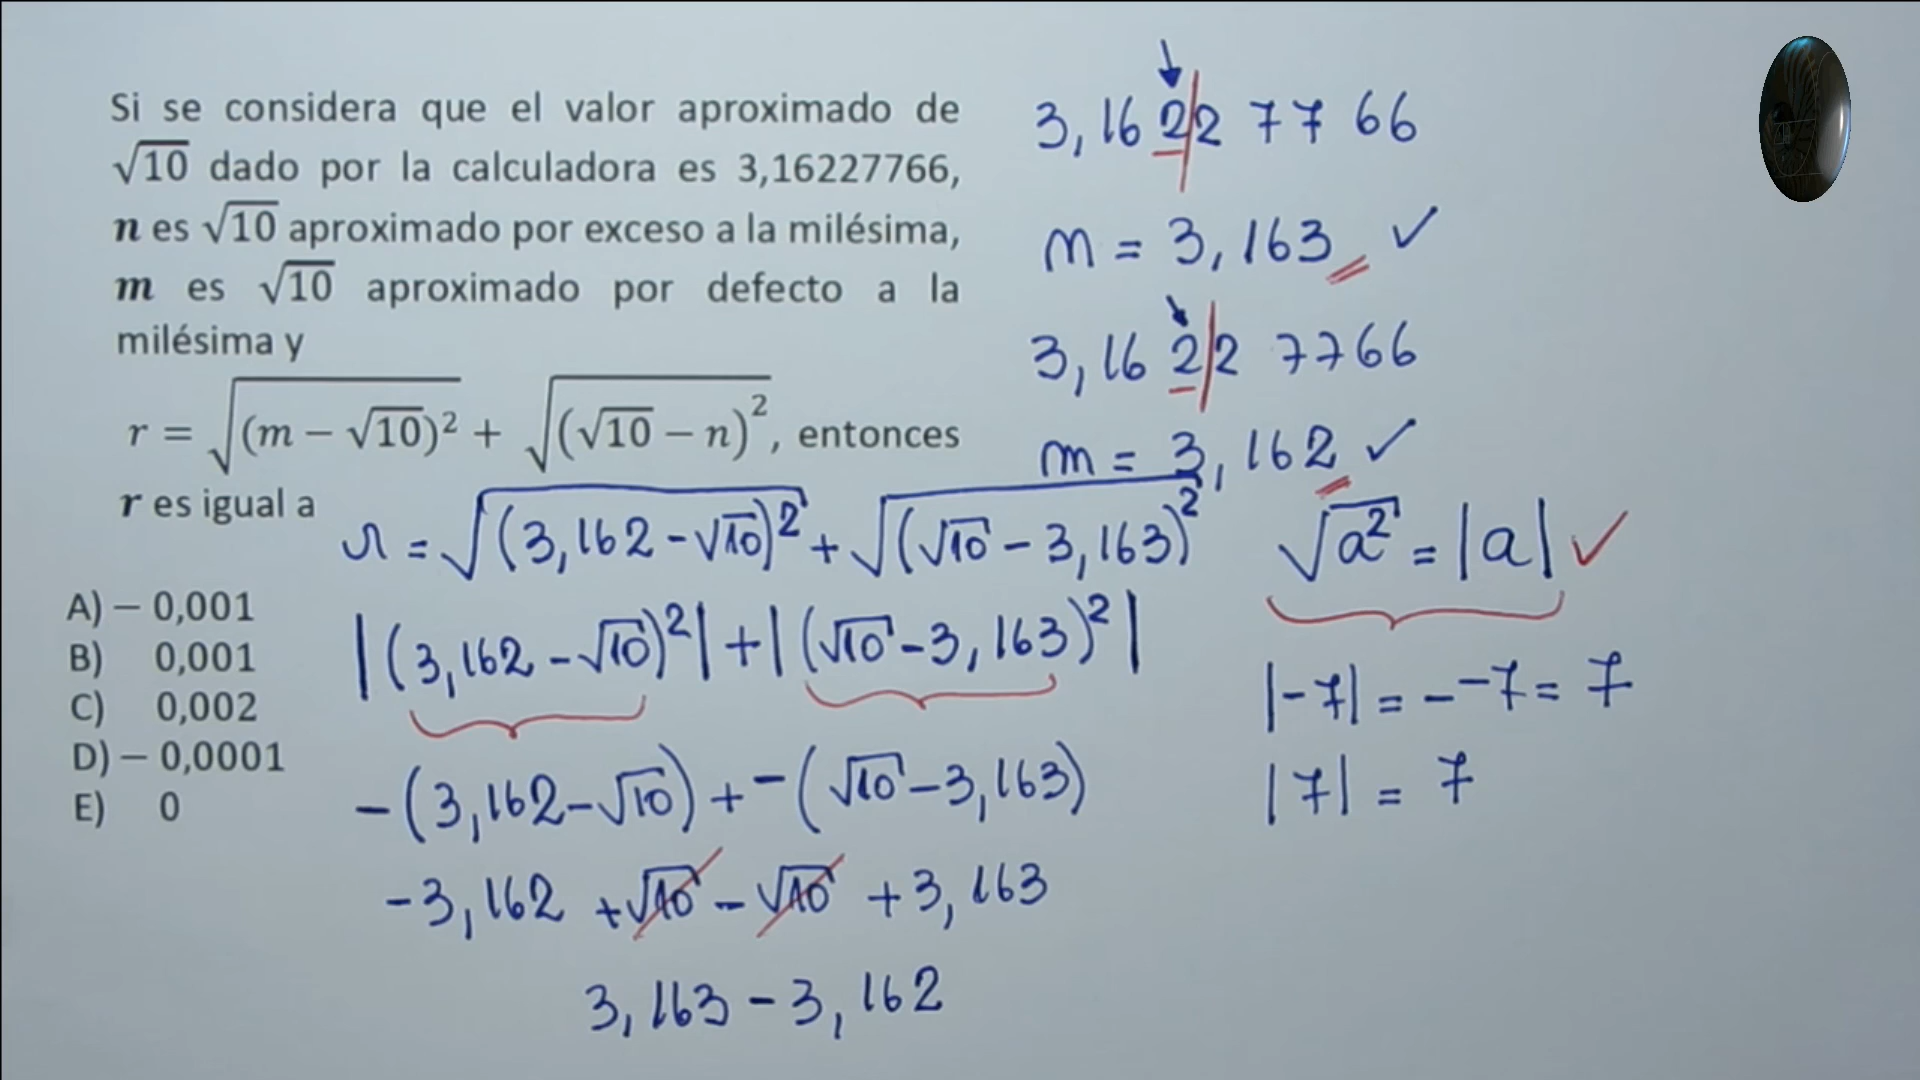 Si se considera que el valor aproximado de
√10 dado por la calculadora es 3,16227766,
n es √10 aproximado por exceso a la milésima,
m es √10 aproximado por defecto a la
milésima y
r = √(m − √10)² + √(√10 − n)², entonces
r es igual a
A) – 0,001
B) 0,001
C) 0,002
D) – 0,0001
E) 0
3,16 2|2 77 66
n = 3,163 ✓
3,16 2|2 7766
m = 3,162 ✓
r = √(3,162 - √10)² + √(√10 - 3,163)²
|(3,162 - √10)²| + |(√10 - 3,163)²|
-(3,162 - √10) + -(√10 - 3,163)
-3,162 + √10 - √10 + 3,163
3,163 - 3,162
√a² = |a| ✓
|-7| = - -7 = 7
|7| = 7